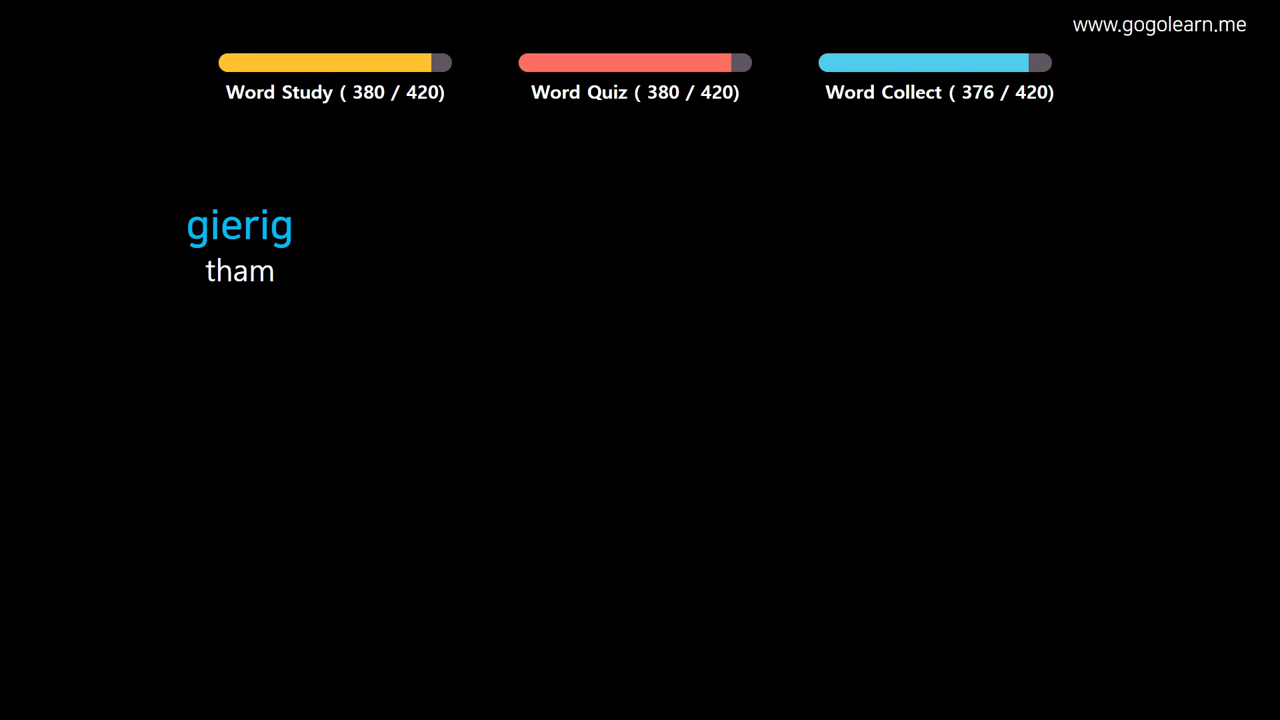 www.gogolearn.me
Word Study ( 380 / 420)
Word Quiz ( 380 / 420)
Word Collect ( 376 / 420)
gierig
tham